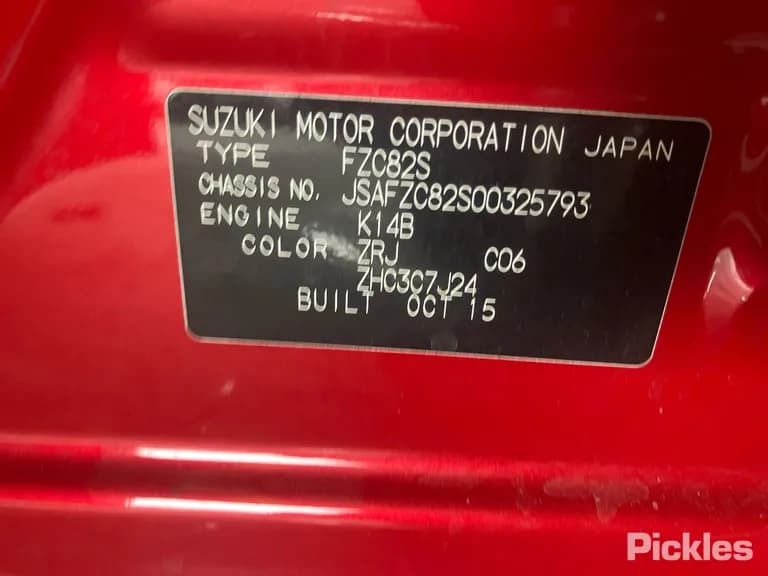 SUZUKI MOTOR CORPORATION JAPAN
TYPE FZC82S
CHASSIS NO. JSAFZC82S00325793
ENGINE K14B
COLOR ZRJ C06
ZHC3C7J24
BUILT OCT 15
Pickles